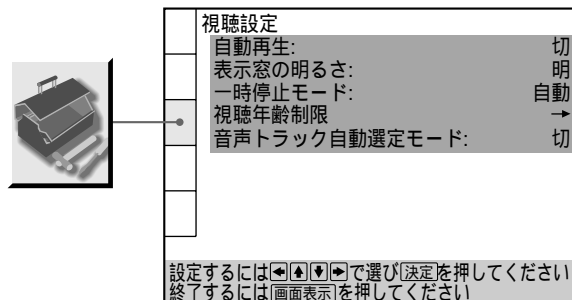 視聴設定
自動再生: 切
表示窓の明るさ: 明
一時停止モード: 自動
視聴年齢制限 →
音声トラック自動選定モード: 切
設定するには←↑↓→で選び決定を押してください
終了するには画面表示を押してください